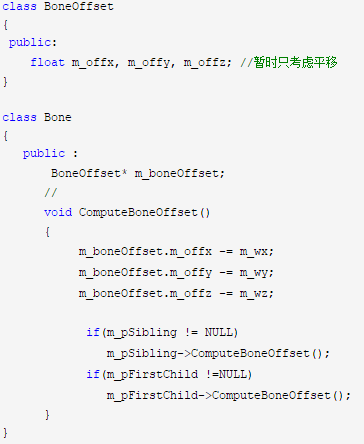 class BoneOffset
{
public:
float m_offx, m_offy, m_offz; //暂时只考虑平移
}
class Bone
{
public :
BoneOffset* m_boneOffset;
//
void ComputeBoneOffset()
{
m_boneOffset.m_offx -= m_wx;
m_boneOffset.m_offy -= m_wy;
m_boneOffset.m_offz -= m_wz;
if(m_pSibling != NULL)
m_pSibling->ComputeBoneOffset();
if(m_pFirstChild !=NULL)
m_pFirstChild->ComputeBoneOffset();
}
}